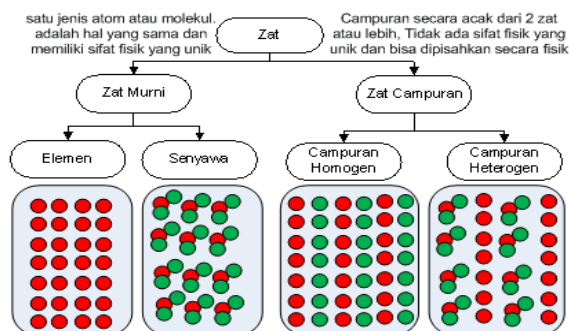 satu jenis atom atau molekul.
adalah hal yang sama dan
memiliki sifat fisik yang unik
Zat
Campuran secara acak dari 2 zat
atau lebih, Tidak ada sifat fisik yang
unik dan bisa dipisahkan secara fisik
Zat Murni
Zat Campuran
Elemen
Senyawa
Campuran
Homogen
Campuran
Heterogen